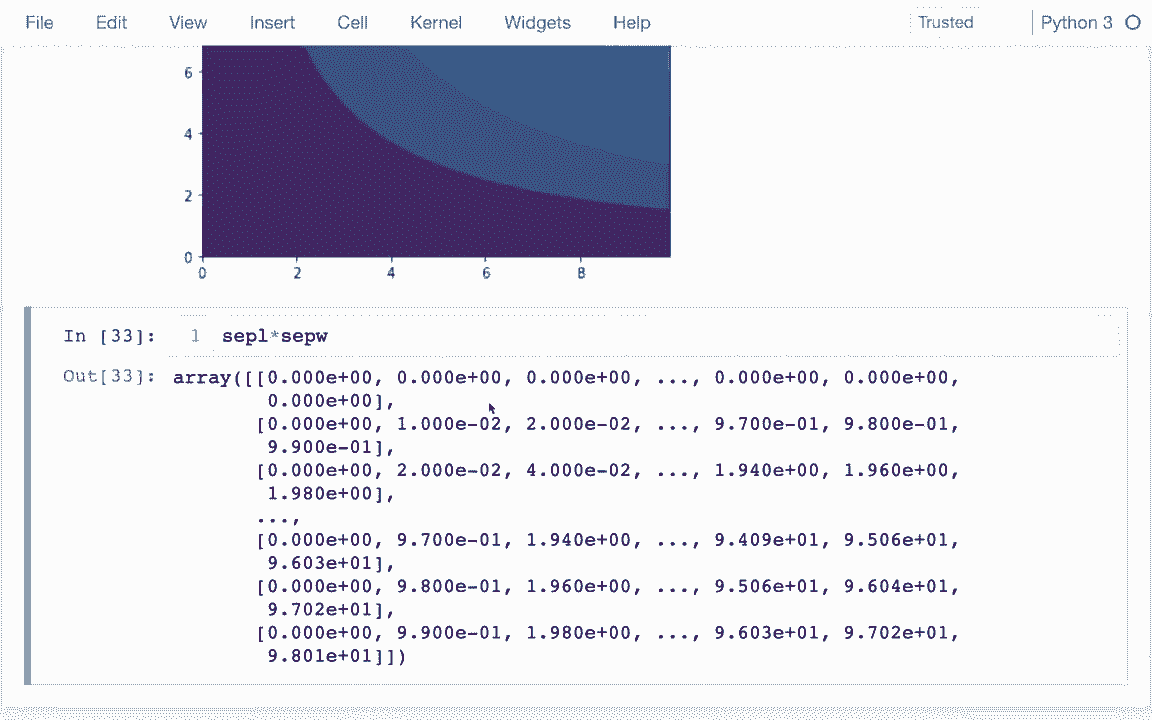 File Edit View Insert Cell Kernel Widgets Help Trusted Python 3
6
4
2
0
0 2 4 6 8
In [33]: 1 sepl*sepw
Out[33]: array([[0.000e+00, 0.000e+00, 0.000e+00, ..., 0.000e+00, 0.000e+00,
0.000e+00],
[0.000e+00, 1.000e-02, 2.000e-02, ..., 9.700e-01, 9.800e-01,
9.900e-01],
[0.000e+00, 2.000e-02, 4.000e-02, ..., 1.940e+00, 1.960e+00,
1.980e+00],
...,
[0.000e+00, 9.700e-01, 1.940e+00, ..., 9.409e+01, 9.506e+01,
9.603e+01],
[0.000e+00, 9.800e-01, 1.960e+00, ..., 9.506e+01, 9.604e+01,
9.702e+01],
[0.000e+00, 9.900e-01, 1.980e+00, ..., 9.603e+01, 9.702e+01,
9.801e+01]])